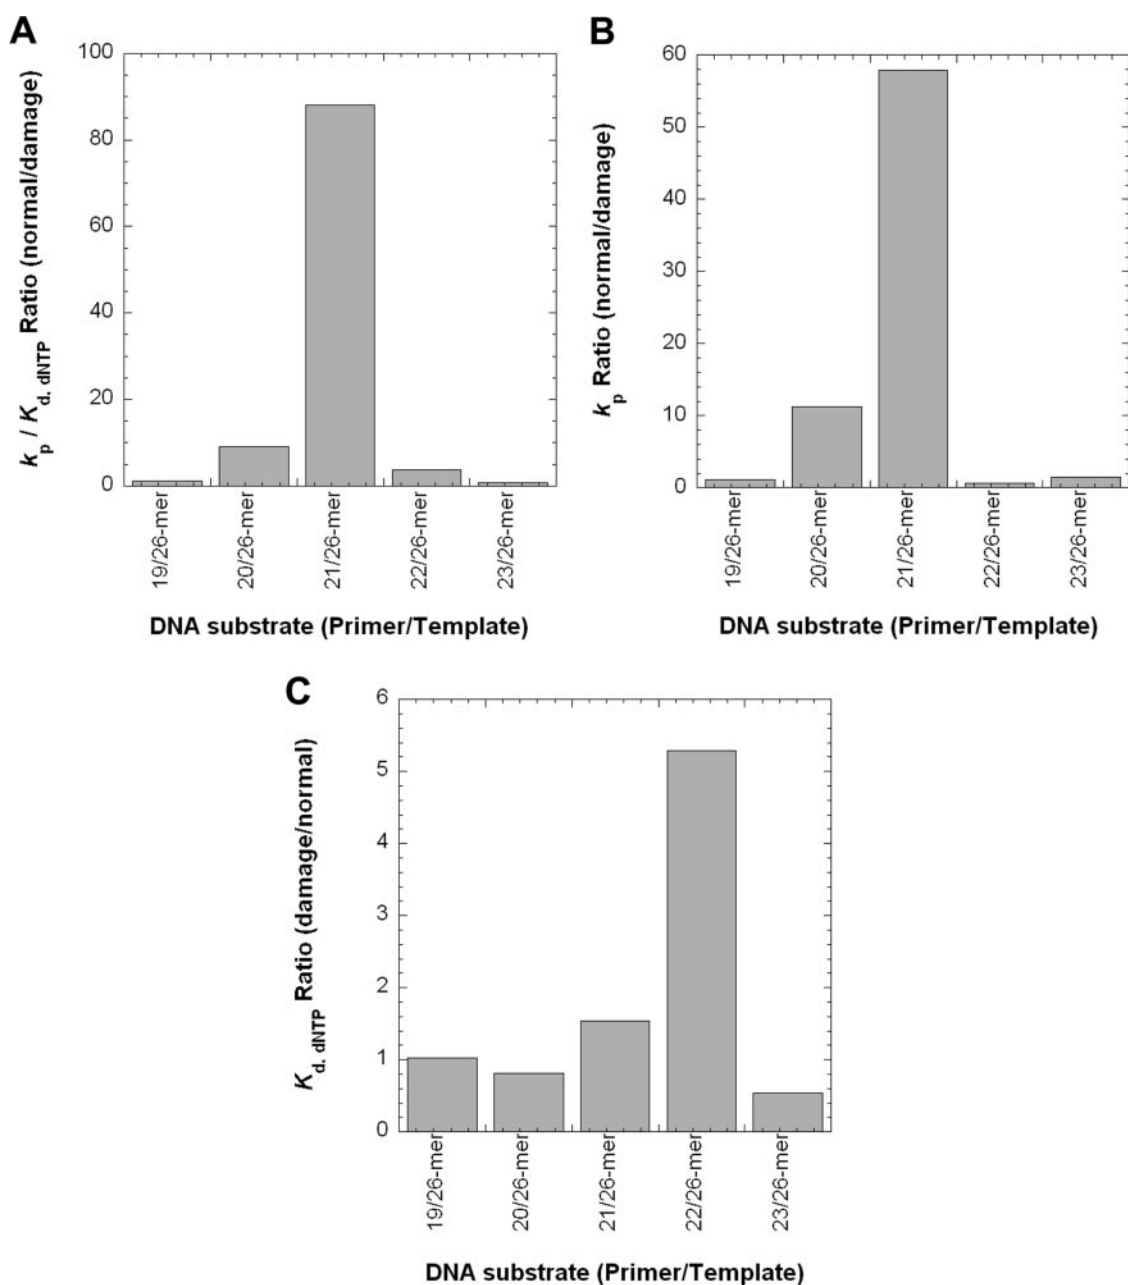 A
k_p / K_d, dNTP Ratio (normal/damage)
100
80
60
40
20
0
19/26-mer
20/26-mer
21/26-mer
22/26-mer
23/26-mer
DNA substrate (Primer/Template)
B
k_p Ratio (normal/damage)
60
50
40
30
20
10
0
19/26-mer
20/26-mer
21/26-mer
22/26-mer
23/26-mer
DNA substrate (Primer/Template)
C
K_d, dNTP Ratio (damage/normal)
6
5
4
3
2
1
0
19/26-mer
20/26-mer
21/26-mer
22/26-mer
23/26-mer
DNA substrate (Primer/Template)